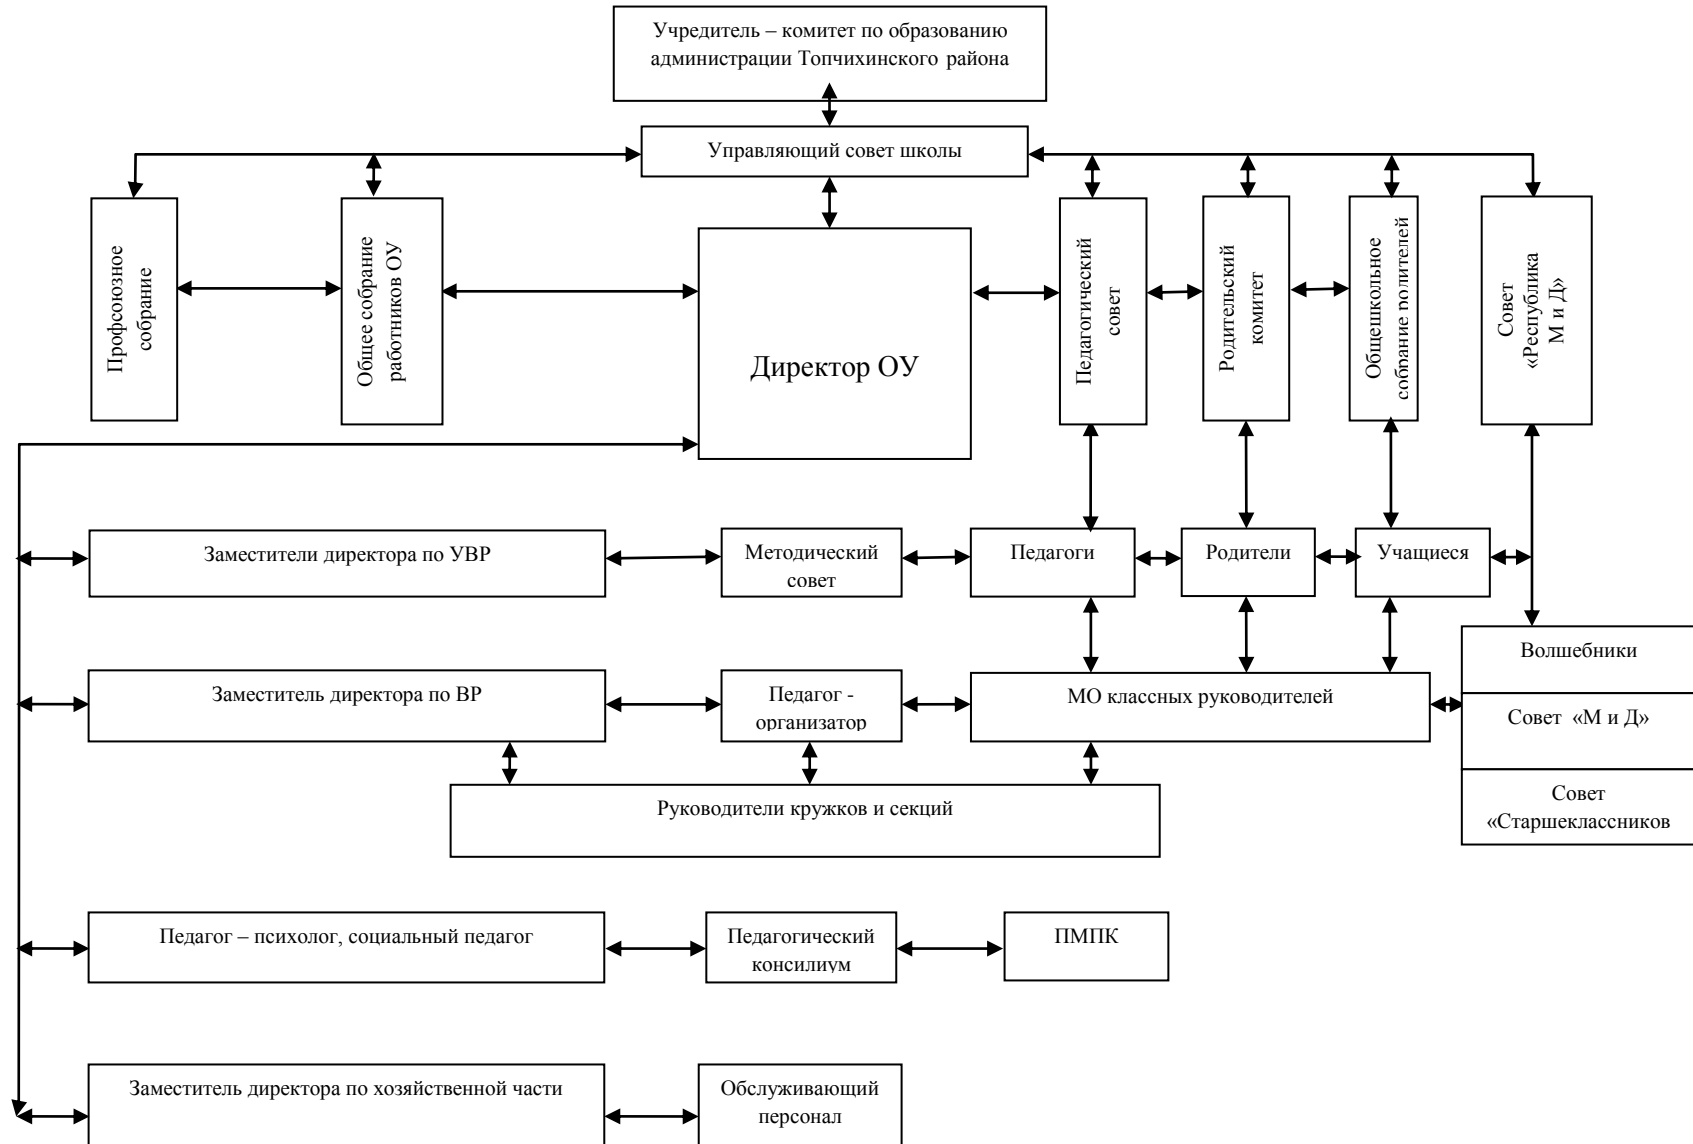 Учредитель – комитет по образованию
администрации Топчихинского района
Управляющий совет школы
Профсоюзное
собрание
Общее собрание
работников ОУ
Директор ОУ
Педагогический
совет
Родительский
комитет
Общешкольное
собрание родителей
Совет
«Республика
М и Д»
Заместители директора по УВР
Методический
совет
Педагоги
Родители
Учащиеся
Волшебники
Заместитель директора по ВР
Педагог -
организатор
МО классных руководителей
Совет «М и Д»
Руководители кружков и секций
Совет
«Старшеклассников
Педагог – психолог, социальный педагог
Педагогический
консилиум
ПМПК
Заместитель директора по хозяйственной части
Обслуживающий
персонал